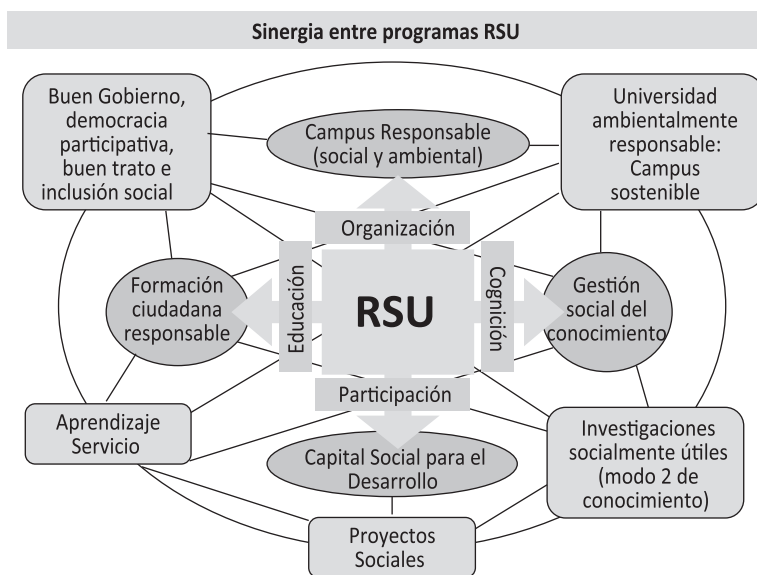 Sinergia entre programas RSU
Buen Gobierno,
democracia
participativa,
buen trato e
inclusión social
Campus Responsable
(social y ambiental)
Universidad
ambientalmente
responsable:
Campus
sostenible
Organización
Formación
ciudadana
responsable
Educación
RSU
Cognición
Gestión
social del
conocimiento
Participación
Aprendizaje
Servicio
Capital Social para el
Desarrollo
Investigaciones
socialmente útiles
(modo 2 de
conocimiento)
Proyectos
Sociales